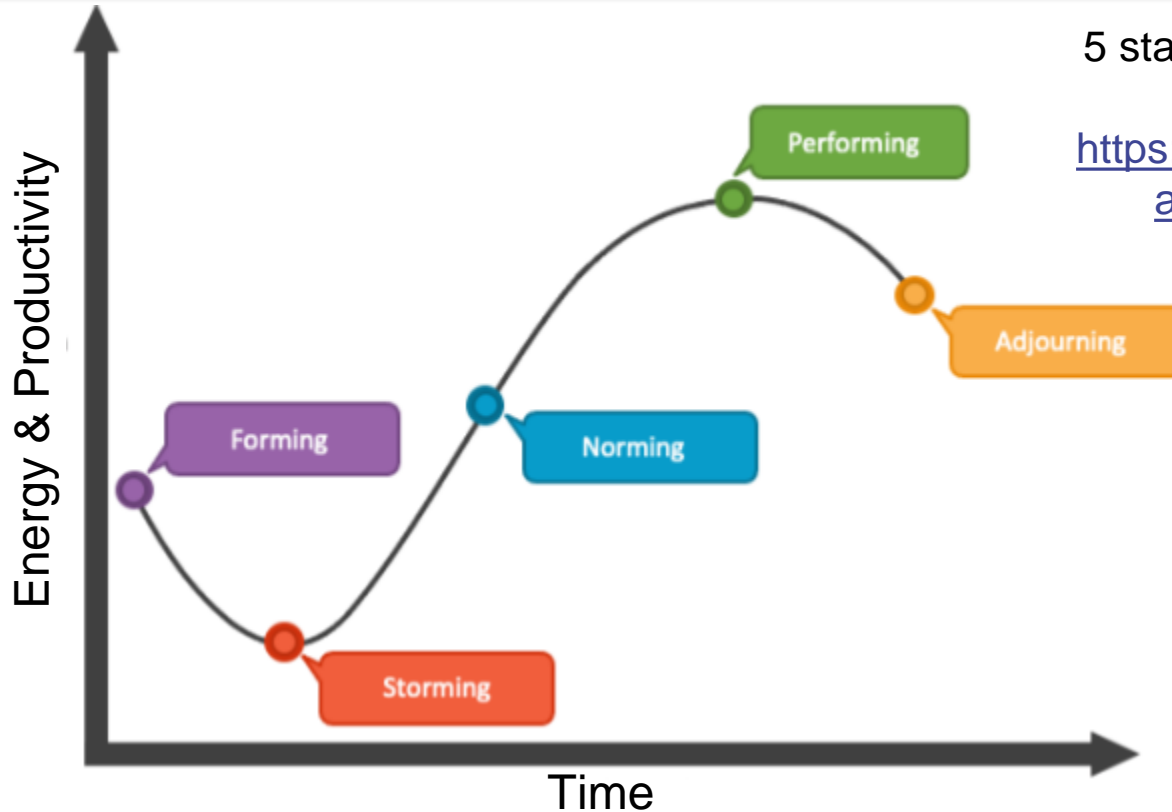 5 sta
https
a
Performing
Adjourning
Forming
Norming
Storming
Energy & Productivity
Time